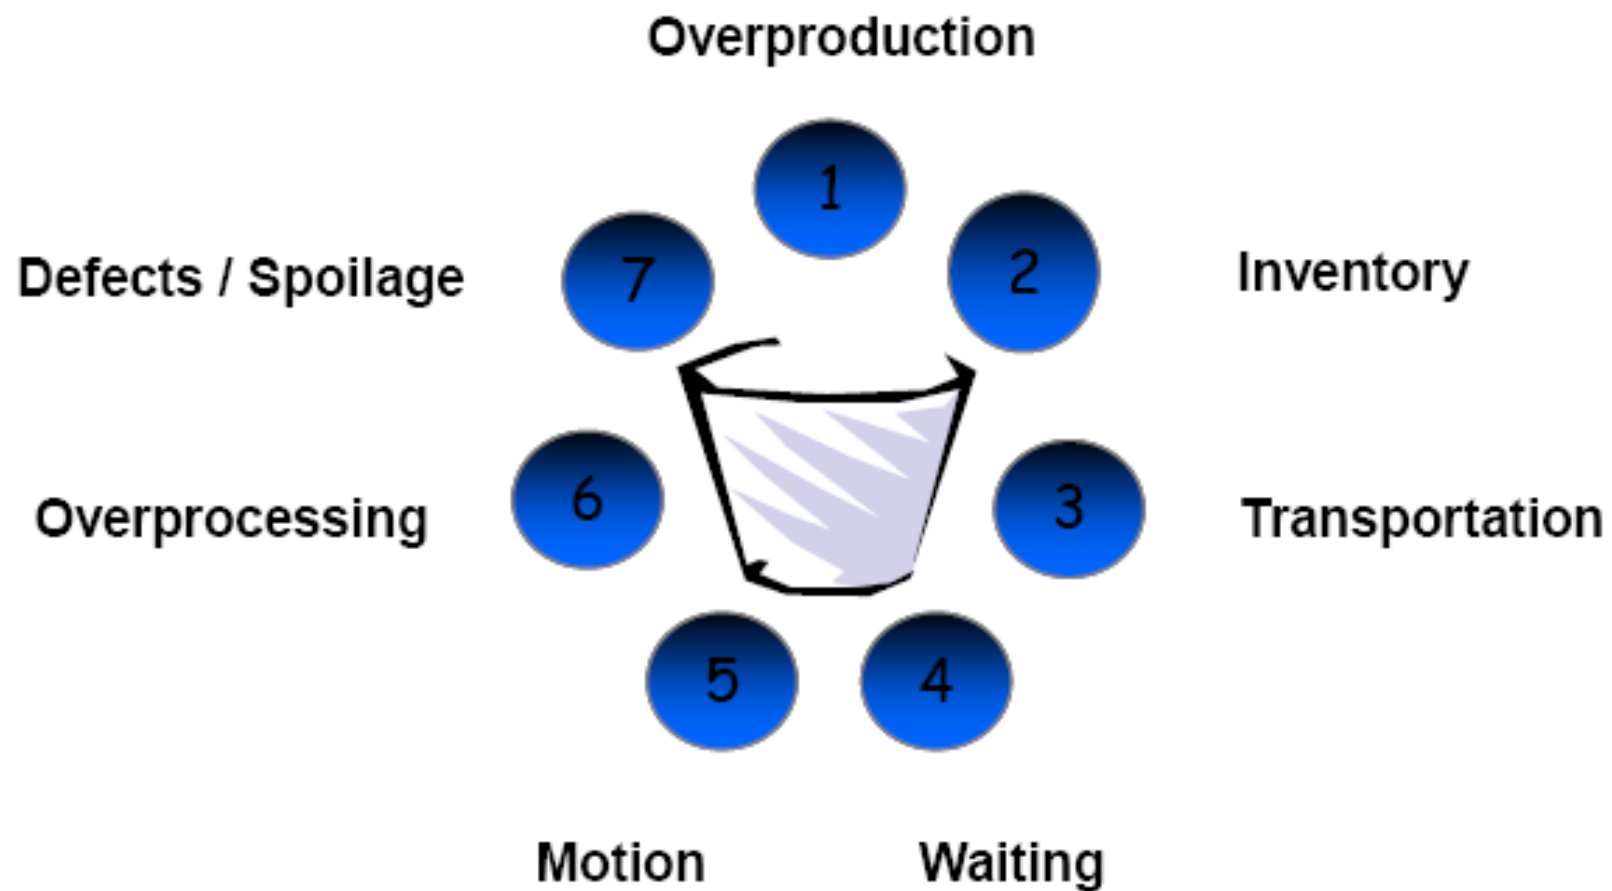 Overproduction
1
7
2
Defects / Spoilage
Inventory
6
3
Overprocessing
Transportation
5
4
Motion
Waiting